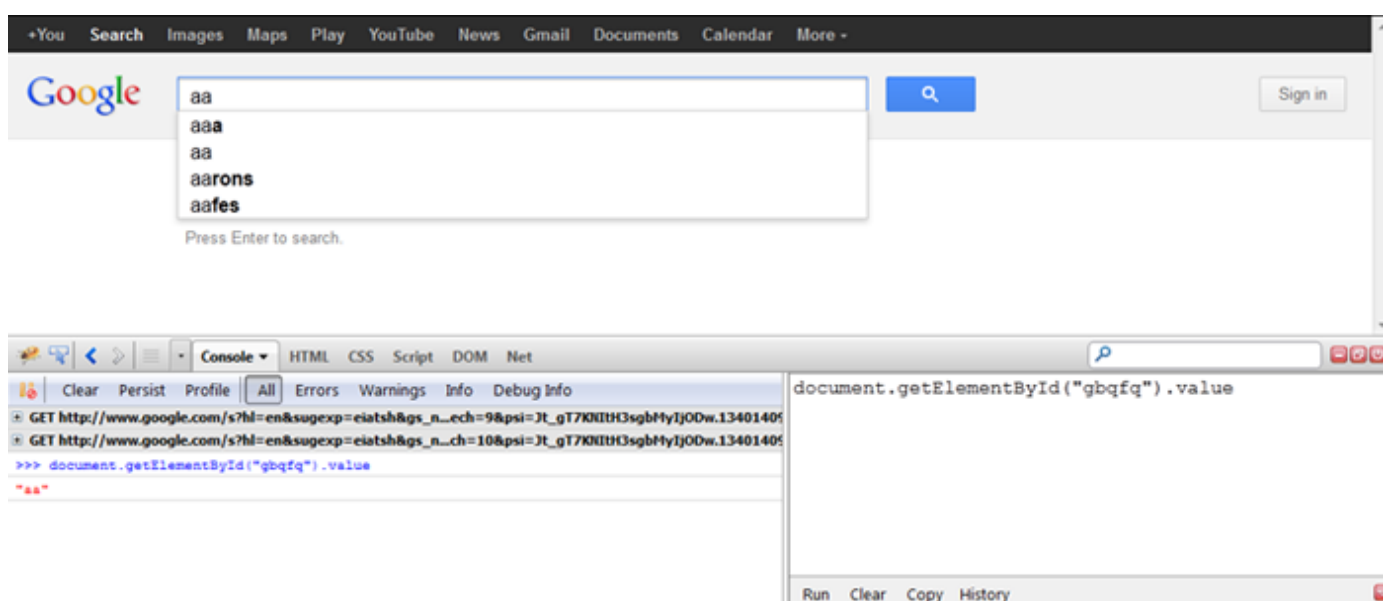 +You Search Images Maps Play YouTube News Gmail Documents Calendar More
Google aa Sign in
aaa
aa
aarons
aafes
Press Enter to search.
Console HTML CSS Script DOM Net
Clear Persist Profile All Errors Warnings Info Debug Info
GET http://www.google.com/s?hl=en&sugexp=eiatsh&gs_n...ech=9&psi=Jt_gT7KNItH3sgbMyIjODw.13401409
GET http://www.google.com/s?hl=en&sugexp=eiatsh&gs_n...ch=10&psi=Jt_gT7KNItH3sgbMyIjODw.13401409
>>> document.getElementById("gbqfq").value
"aa"
document.getElementById("gbqfq").value
Run Clear Copy History